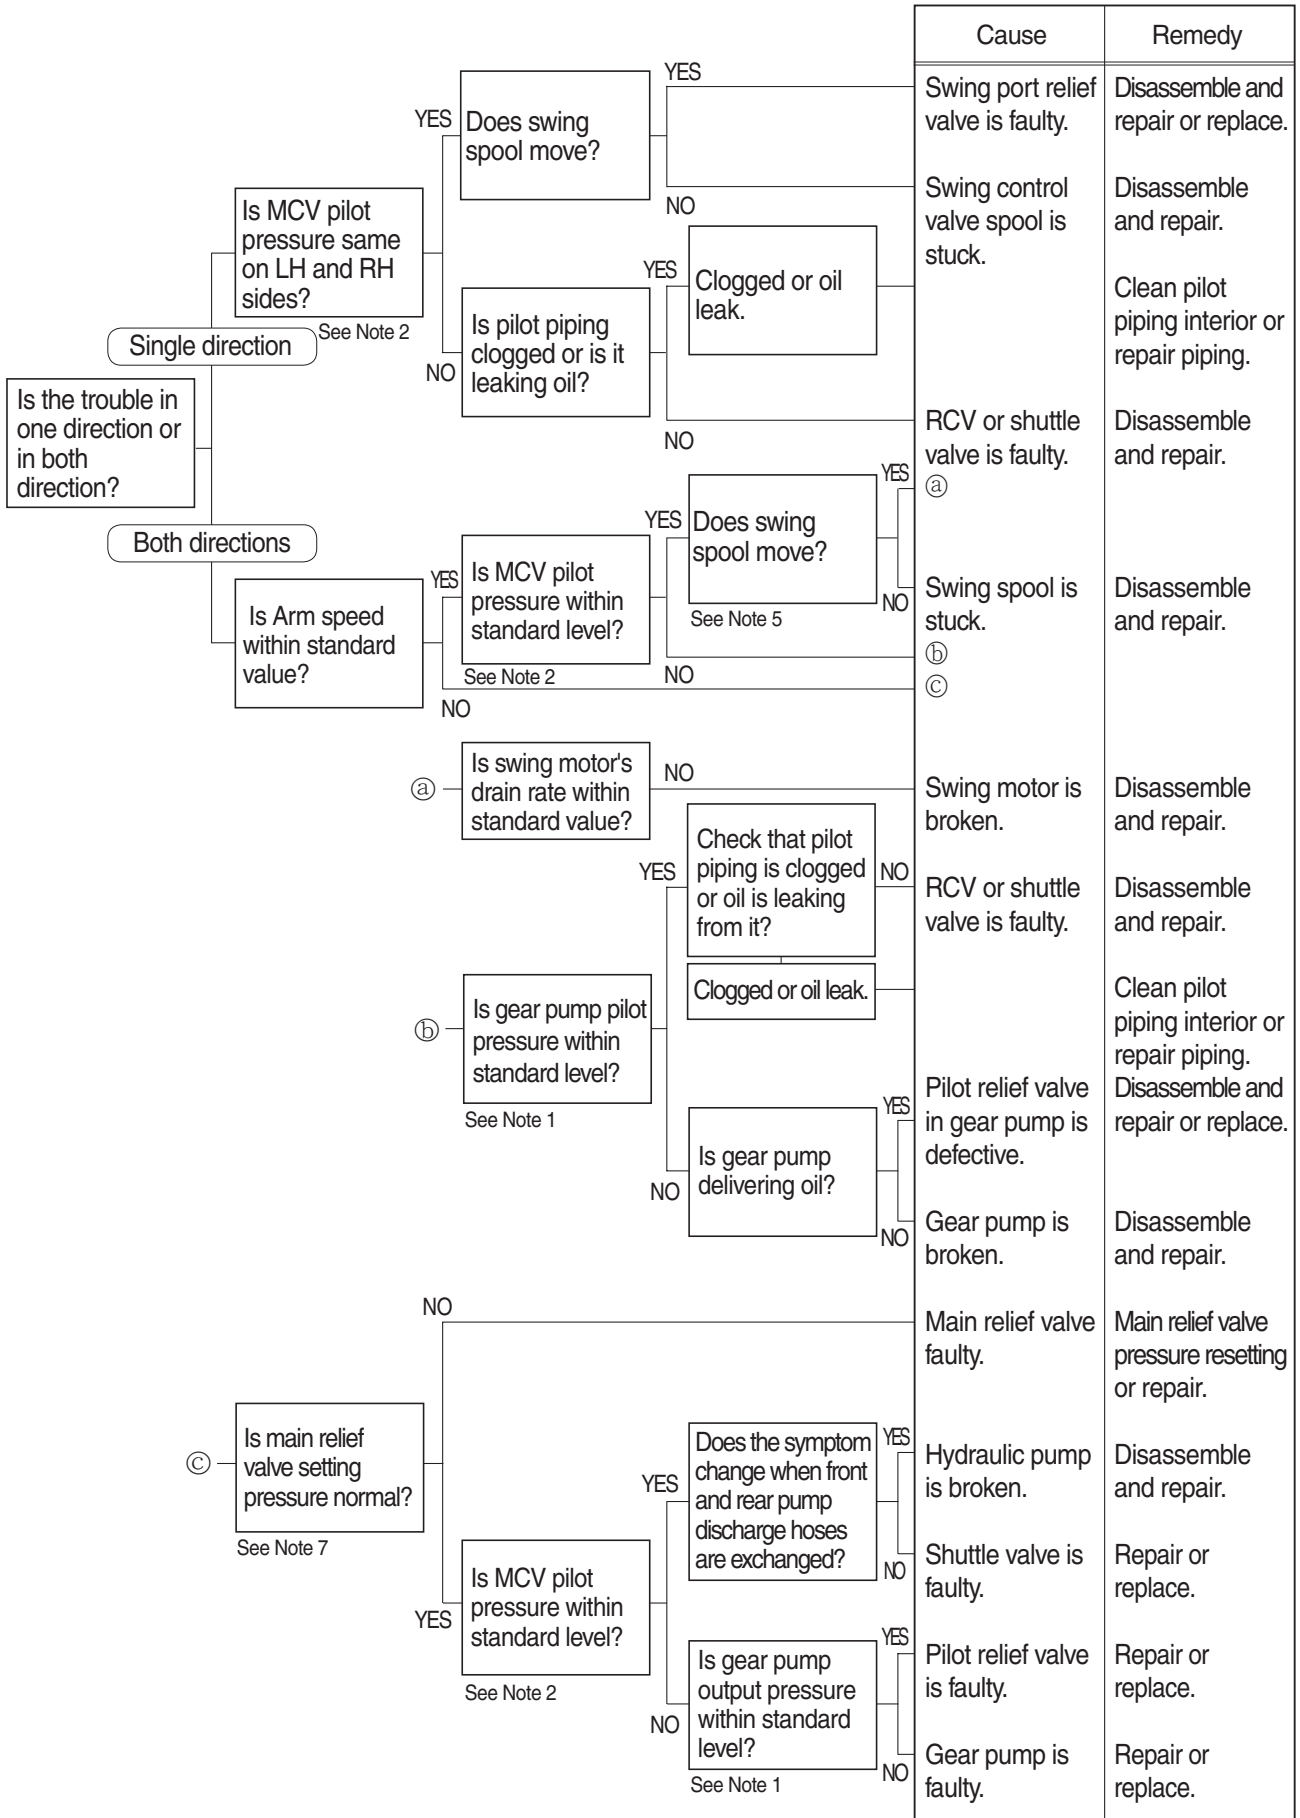 Cause
Remedy
YES
Swing port relief
valve is faulty.
Disassemble and
repair or replace.
YES
Does swing
spool move?
NO
Swing control
valve spool is
stuck.
Disassemble
and repair.
Is MCV pilot
pressure same
on LH and RH
sides?
See Note 2
YES
Clogged or oil
leak.
Clean pilot
piping interior or
repair piping.
Single direction
NO
Is pilot piping
clogged or is it
leaking oil?
NO
RCV or shuttle
valve is faulty.
Disassemble
and repair.
Is the trouble in
one direction or
in both
direction?
Both directions
YES
ⓐ
YES
Does swing
spool move?
See Note 5
NO
Swing spool is
stuck.
Disassemble
and repair.
YES
Is MCV pilot
pressure within
standard level?
See Note 2
NO
ⓑ
Is Arm speed
within standard
value?
NO
ⓒ
ⓐ
Is swing motor's
drain rate within
standard value?
NO
Swing motor is
broken.
Disassemble
and repair.
YES
Check that pilot
piping is clogged
or oil is leaking
from it?
NO
RCV or shuttle
valve is faulty.
Disassemble
and repair.
Clogged or oil leak.
Clean pilot
piping interior or
repair piping.
ⓑ
Is gear pump pilot
pressure within
standard level?
See Note 1
YES
Pilot relief valve
in gear pump is
defective.
Disassemble and
repair or replace.
NO
Is gear pump
delivering oil?
NO
Gear pump is
broken.
Disassemble
and repair.
NO
Main relief valve
faulty.
Main relief valve
pressure resetting
or repair.
ⓒ
Is main relief
valve setting
pressure normal?
See Note 7
YES
Does the symptom
change when front
and rear pump
discharge hoses
are exchanged?
YES
Hydraulic pump
is broken.
Disassemble
and repair.
NO
Shuttle valve is
faulty.
Repair or
replace.
YES
Is MCV pilot
pressure within
standard level?
See Note 2
NO
Is gear pump
output pressure
within standard
level?
See Note 1
YES
Pilot relief valve
is faulty.
Repair or
replace.
NO
Gear pump is
faulty.
Repair or
replace.